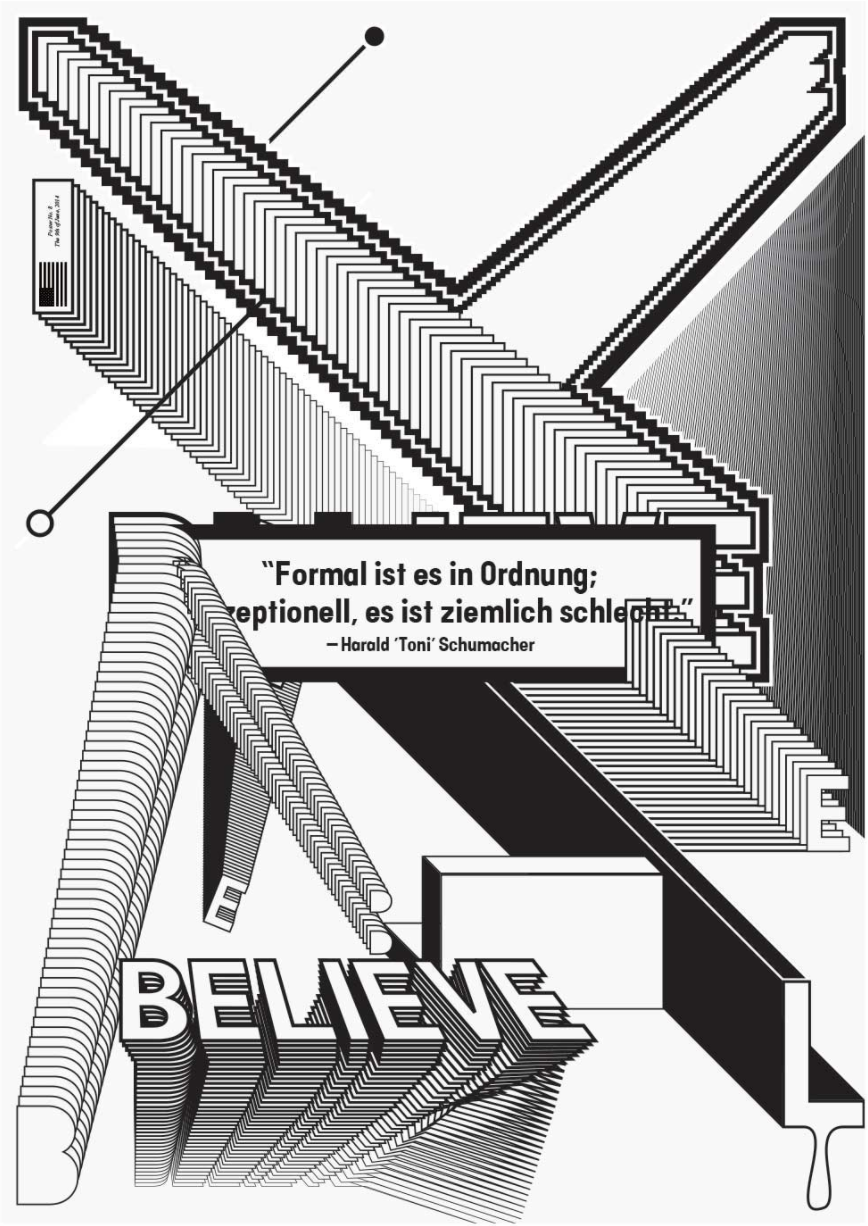 Poster No. 8
The 9th of June, 2014
“Formal ist es in Ordnung;
zeptionell, es ist ziemlich schlecht.”
—Harald ‘Toni’ Schumacher
E
E
BELIEVE
B